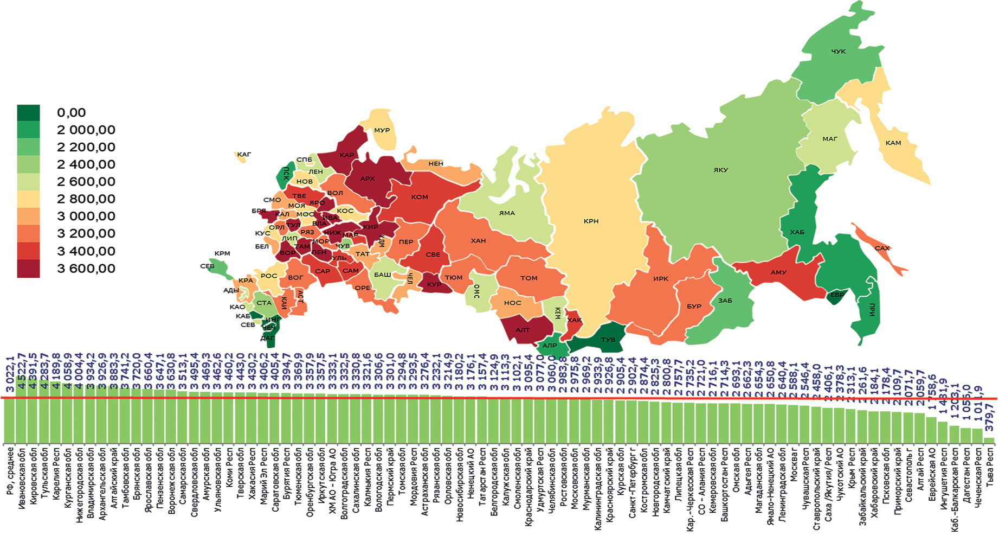 0,00
2 000,00
2 200,00
2 400,00
2 600,00
2 800,00
3 000,00
3 200,00
3 400,00
3 600,00
ЧУК
МУР
МАГ
КАМ
КАГ
КАР
СПБ
НЕН
ЛЕН
ПСК
ЯКУ
АРХ
НОВ
ВОЛ
ТВЕ
КОМ
СМО
ЯРО
МОЯ
БРЯ
КАЛ
МОС
КОС
ЯМА
ИВА
КРН
ВЛА
ТУЛ
ОРЛ
КИР
КУС
РЯЗ
НИЖ
МАР
ХАБ
ЛИП
МОР
УДМ
ПЕР
ХАН
БЕЛ
ТАМ
ЧУВ
САХ
ВОР
ПЕН
ТАТ
СВЕ
КРМ
УЛЬ
СЕВ
САР
САМ
АМУ
РОС
ВОГ
БАШ
ЧЕЛ
ТЮМ
ТОМ
ИРК
КРА
КУР
ОРЕ
АДЫ
ОМС
АСТ
ЕВР
СТА
КАИ
НОС
ЗАБ
КАО
БУР
ПРИ
КАБ
КЕМ
ХАК
ИНГ
СЕВ
ЧЕЧ
АЛТ
ДАГ
АЛР
ТУВ
3 022,1
4 522,7
4 391,5
4 283,7
4 189,8
4 058,9
4 004,4
3 934,2
3 926,9
3 883,3
3 741,2
3 720,0
3 660,4
3 647,1
3 630,8
3 513,1
3 495,4
3 469,3
3 462,6
3 460,2
3 443,0
3 430,2
3 406,2
3 405,4
3 394,7
3 369,9
3 357,9
3 357,5
3 333,1
3 332,5
3 330,8
3 321,6
3 306,6
3 301,0
3 294,8
3 293,5
3 276,4
3 232,1
3 214,9
3 180,2
3 176,1
3 157,4
3 124,9
3 113,3
3 102,1
3 095,4
3 077,0
3 060,0
2 983,8
2 975,8
2 969,2
2 933,9
2 926,8
2 905,4
2 902,4
2 874,4
2 825,3
2 800,8
2 757,7
2 735,2
2 721,0
2 716,1
2 714,3
2 693,1
2 662,3
2 654,3
2 650,8
2 640,4
2 588,1
2 546,4
2 458,0
2 406,1
2 378,3
2 313,1
2 261,6
2 184,1
2 178,4
2 109,7
2 071,7
2 059,7
1 758,6
1 431,9
1 203,1
1 056,0
1 011,9
379,7
РФ, среднее
Ивановская обл
Кировская обл
Тульская обл
Карелия Респ
Курганская обл
Нижегородская обл
Владимирская обл
Архангельская обл
Алтайский край
Тамбовская обл
Брянская обл
Ярославская обл
Пензенская обл
Воронежская обл
Самарская обл
Свердловская обл
Амурская обл
Ульяновская обл
Коми Респ
Тверская обл
Хакасия Респ
Марий Эл Респ
Саратовская обл
Бурятия Респ
Тюменская обл
Оренбургская обл
Иркутская обл
ХМ АО - Югра АО
Волгоградская обл
Сахалинская обл
Калмыкия Респ
Вологодская обл
Пермский край
Томская обл
Мордовия Респ
Астраханская обл
Рязанская обл
Орловская обл
Новосибирская обл
Ненецкий АО
Татарстан Респ
Белгородская обл
Калужская обл
Смоленская обл
Краснодарский край
Удмуртская Респ
Челябинская обл
Ростовская обл
Московская обл
Мурманская обл
Калининградская обл
Красноярский край
Курская обл
Санкт-Петербург г
Костромская обл
Новгородская обл
Камчатский край
Липецкая обл
Кар.-Черкесская Респ
СО - Алания Респ
Кемеровская обл
Башкортостан Респ
Омская обл
Адыгея Респ
Магаданская обл
Ямало-Ненецкий АО
Ленинградская обл
Москва г
Чувашская Респ
Ставропольский край
Саха /Якутия/ Респ
Чукотский АО
Крым Респ
Забайкальский край
Хабаровский край
Псковская обл
Приморский край
Севастополь г
Алтай Респ
Еврейская АО
Ингушетия Респ
Каб.-Балкарская Респ
Дагестан Респ
Чеченская Респ
Тыва Респ